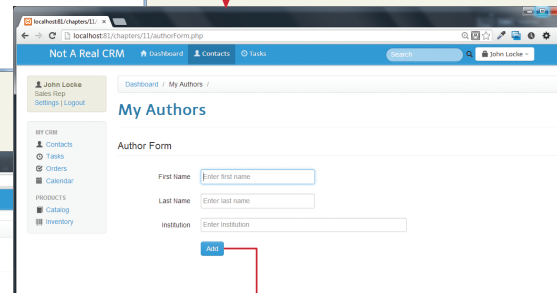 localhost:81/chapters/11/ ×
localhost:81/chapters/11/authorForm.php
Not A Real CRM Dashboard Contacts Tasks Search John Locke
John Locke
Sales Rep
Settings | Logout
Dashboard / My Authors /
My Authors
MY CRM
Contacts
Tasks
Orders
Calendar
PRODUCTS
Catalog
Inventory
Author Form
First Name Enter first name
Last Name Enter last name
Institution Enter Institution
Add